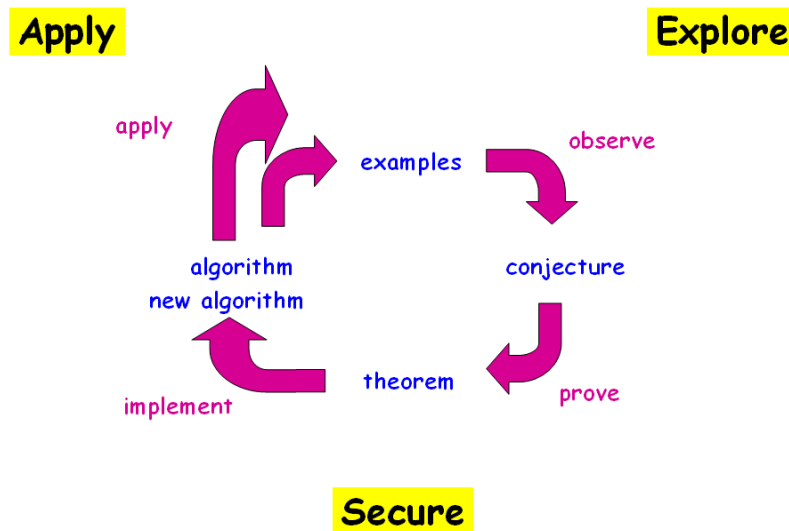 Apply
Explore
apply
observe
examples
algorithm
conjecture
new algorithm
theorem
implement
prove
Secure